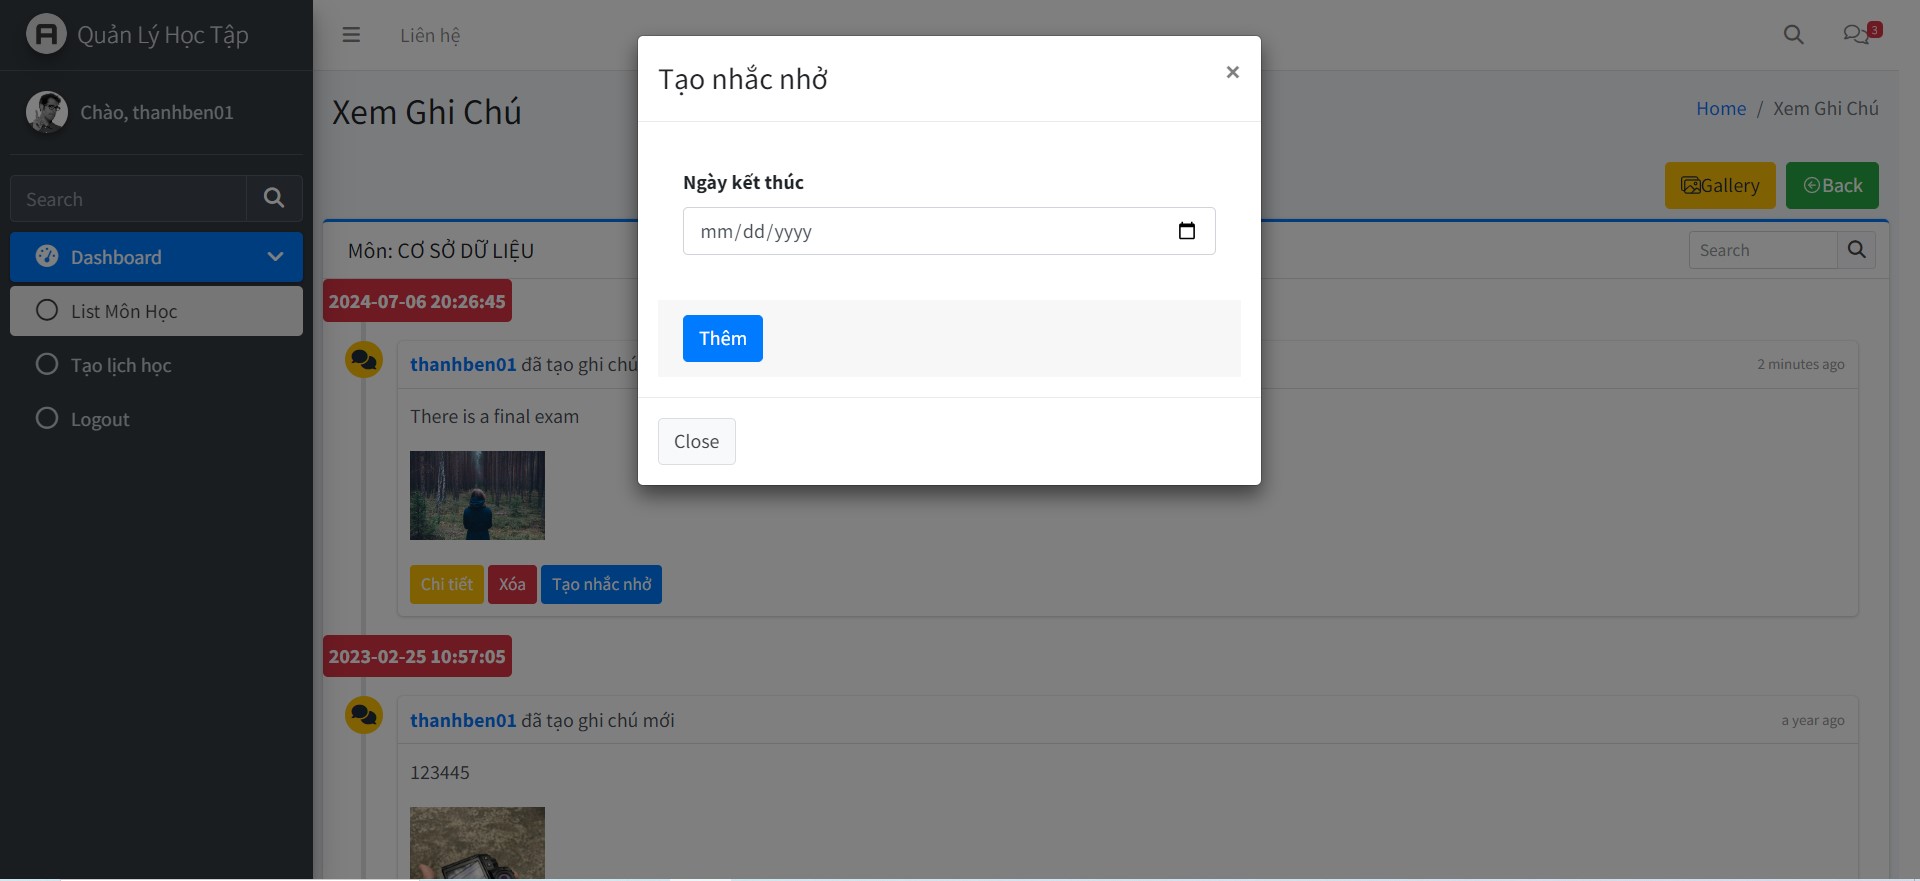 Quản Lý Học Tập
Chào, thanhben01
Search
Dashboard
List Môn Học
Tạo lịch học
Logout
Liên hệ
3
Xem Ghi Chú
Home / Xem Ghi Chú
Gallery
Back
Môn: CƠ SỞ DỮ LIỆU
Search
2024-07-06 20:26:45
thanhben01 đã tạo ghi chú
2 minutes ago
There is a final exam
Chi tiết
Xóa
Tạo nhắc nhở
2023-02-25 10:57:05
thanhben01 đã tạo ghi chú mới
a year ago
123445
Tạo nhắc nhở
×
Ngày kết thúc
mm/dd/yyyy
Thêm
Close